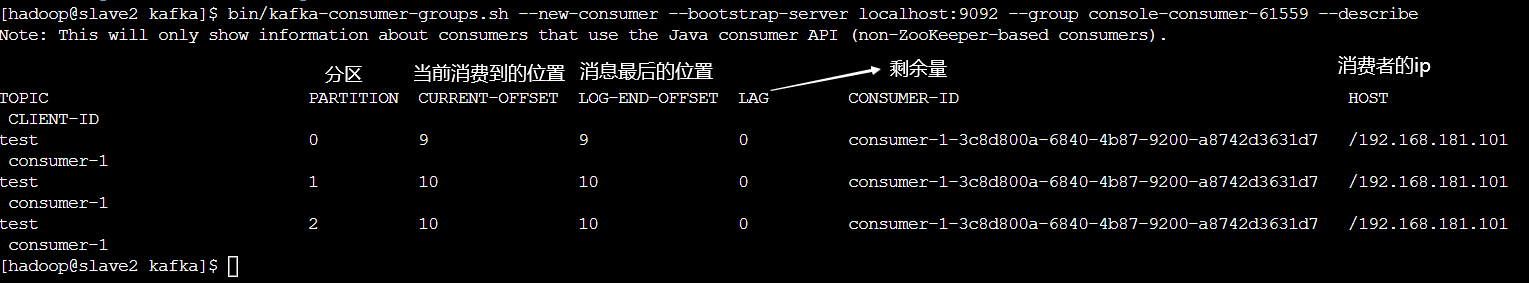 [hadoop@slave2 kafka]$ bin/kafka-consumer-groups.sh --new-consumer --bootstrap-server localhost:9092 --group console-consumer-61559 --describe
Note: This will only show information about consumers that use the Java consumer API (non-ZooKeeper-based consumers).
分区 当前消费到的位置 消息最后的位置 剩余量 消费者的ip
TOPIC PARTITION CURRENT-OFFSET LOG-END-OFFSET LAG CONSUMER-ID HOST
CLIENT-ID
test 0 9 9 0 consumer-1-3c8d800a-6840-4b87-9200-a8742d3631d7 /192.168.181.101
consumer-1
test 1 10 10 0 consumer-1-3c8d800a-6840-4b87-9200-a8742d3631d7 /192.168.181.101
consumer-1
test 2 10 10 0 consumer-1-3c8d800a-6840-4b87-9200-a8742d3631d7 /192.168.181.101
consumer-1
[hadoop@slave2 kafka]$